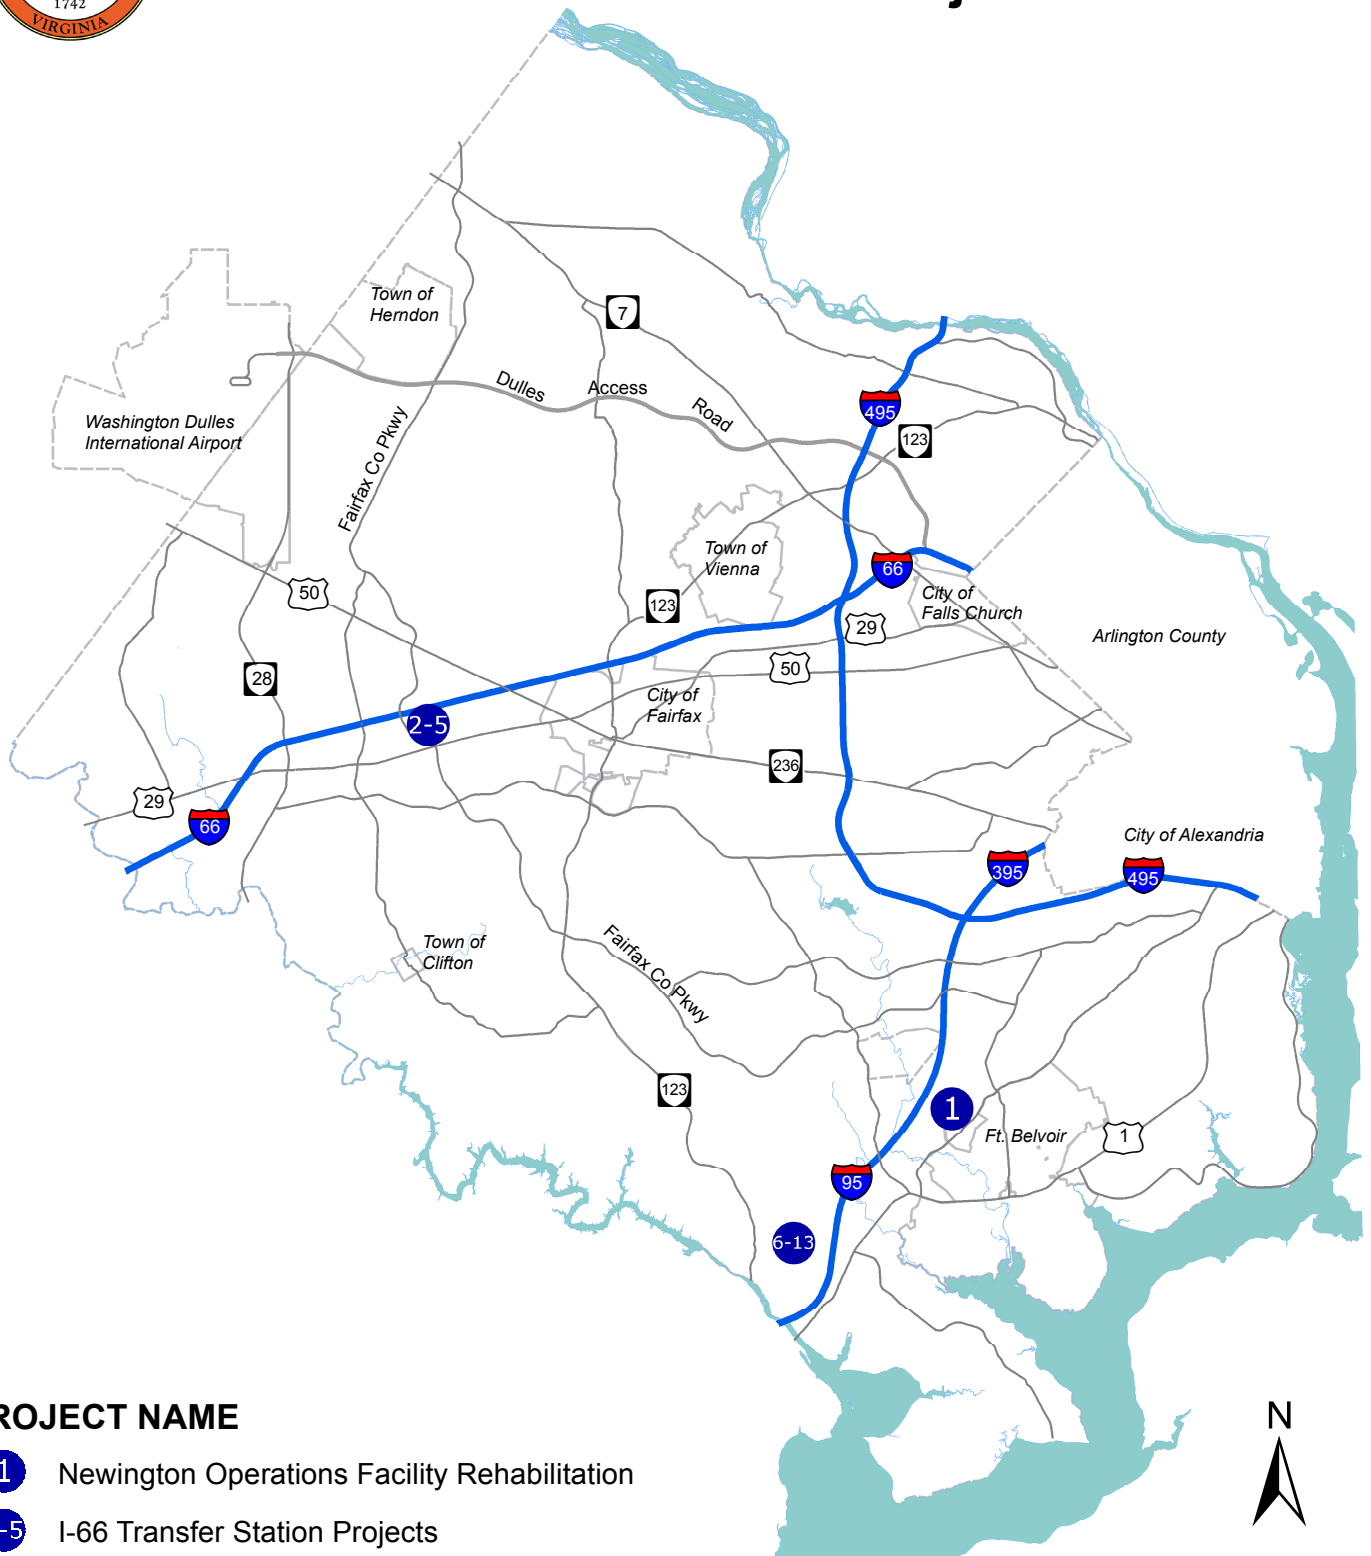 1742
VIRGINIA
Town of
Herndon
7
Dulles
Access
Road
495
123
Washington Dulles
International Airport
Fairfax Co Pkwy
Town of
Vienna
66
50
123
City of
Falls Church
29
Arlington County
50
28
City of
Fairfax
2-5
236
29
66
City of Alexandria
395
495
Town of
Clifton
Fairfax Co Pkwy
123
1
Ft. Belvoir
1
95
6-13
ROJECT NAME
N
1
Newington Operations Facility Rehabilitation
-5
I-66 Transfer Station Projects